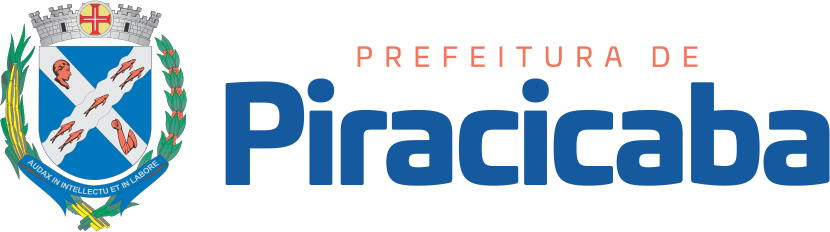 AUDAX IN INTELLECTU ET IN LABORE
PREFEITURA DE
Piracicaba